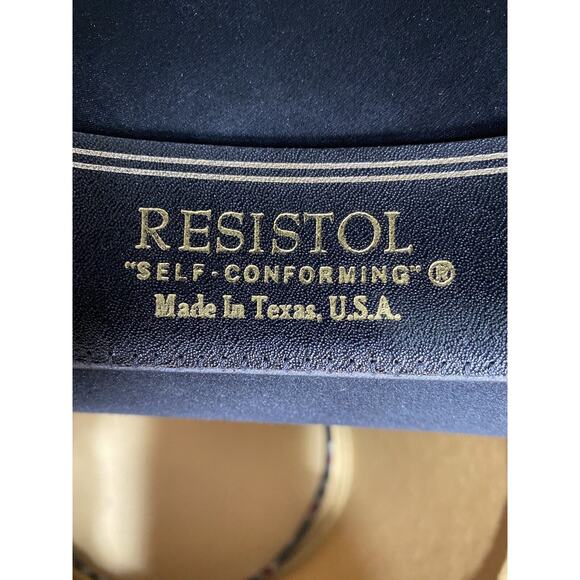 RESISTOL
"SELF-CONFORMING" ®
Made In Texas, U.S.A.